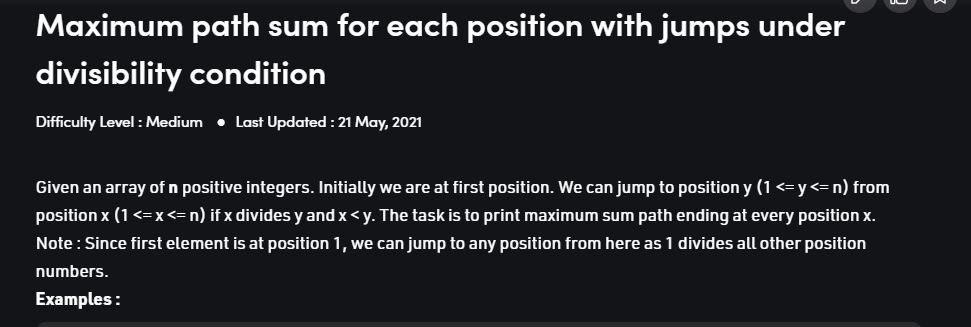 Maximum path sum for each position with jumps under
divisibility condition
Difficulty Level : Medium ● Last Updated : 21 May, 2021
Given an array of n positive integers. Initially we are at first position. We can jump to position y (1 <= y <= n) from
position x (1 <= x <= n) if x divides y and x < y. The task is to print maximum sum path ending at every position x.
Note : Since first element is at position 1, we can jump to any position from here as 1 divides all other position
numbers.
Examples :